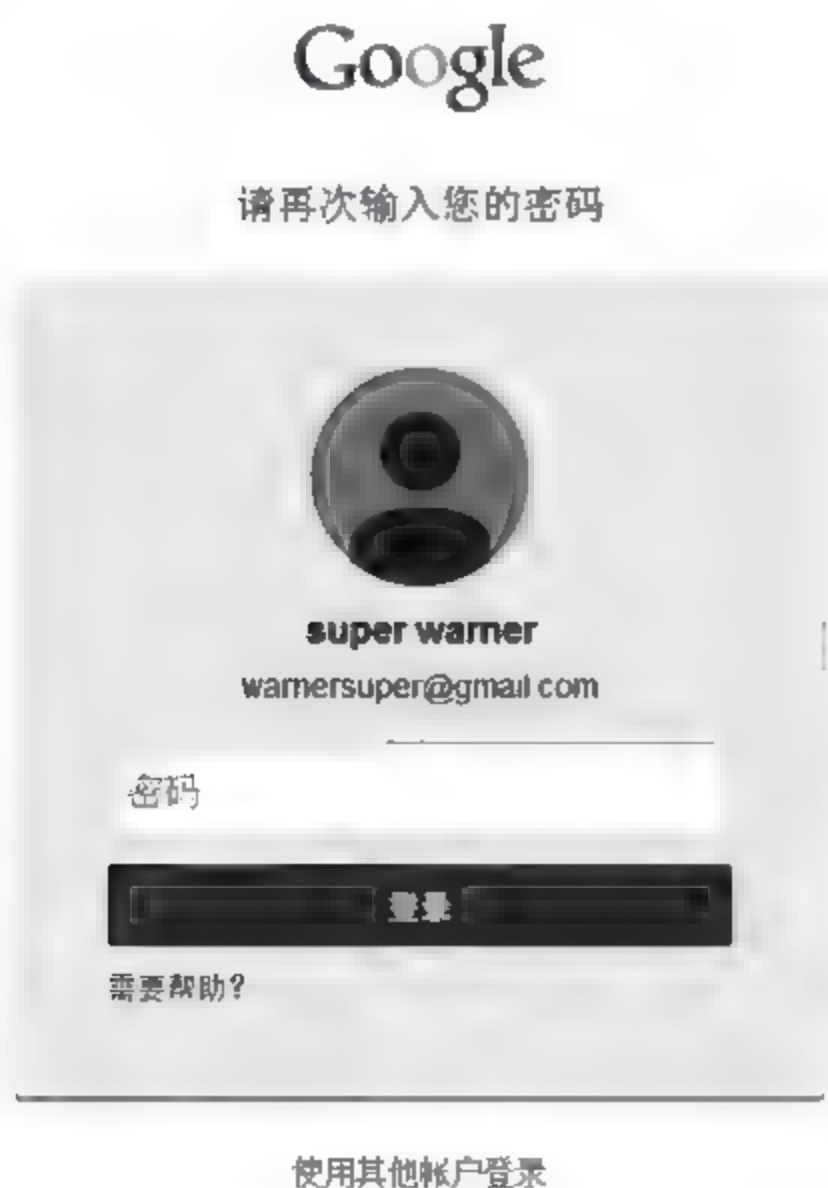 Google
请再次输入您的密码
super warner
warnersuper@gmail.com
密码
登录
需要帮助?
使用其他帐户登录